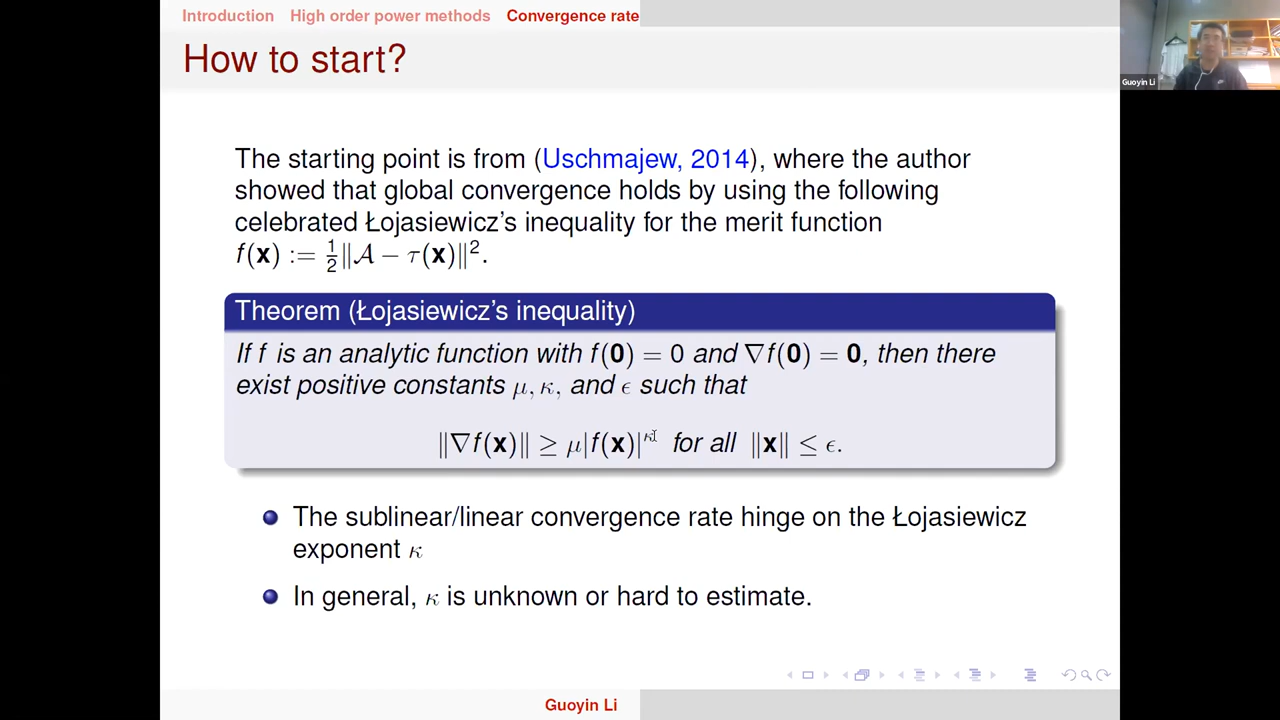 Introduction High order power methods Convergence rate
How to start?
Guoyin Li
The starting point is from (Uschmajew, 2014), where the author
showed that global convergence holds by using the following
celebrated Łojasiewicz's inequality for the merit function
f(x) := ½‖𝒜 − τ(x)‖².
Theorem (Łojasiewicz's inequality)
If f is an analytic function with f(0) = 0 and ∇f(0) = 0, then there
exist positive constants μ, κ, and ϵ such that
‖∇f(x)‖ ≥ μ|f(x)|^κ for all ‖x‖ ≤ ϵ.
The sublinear/linear convergence rate hinge on the Łojasiewicz
exponent κ
In general, κ is unknown or hard to estimate.
Guoyin Li